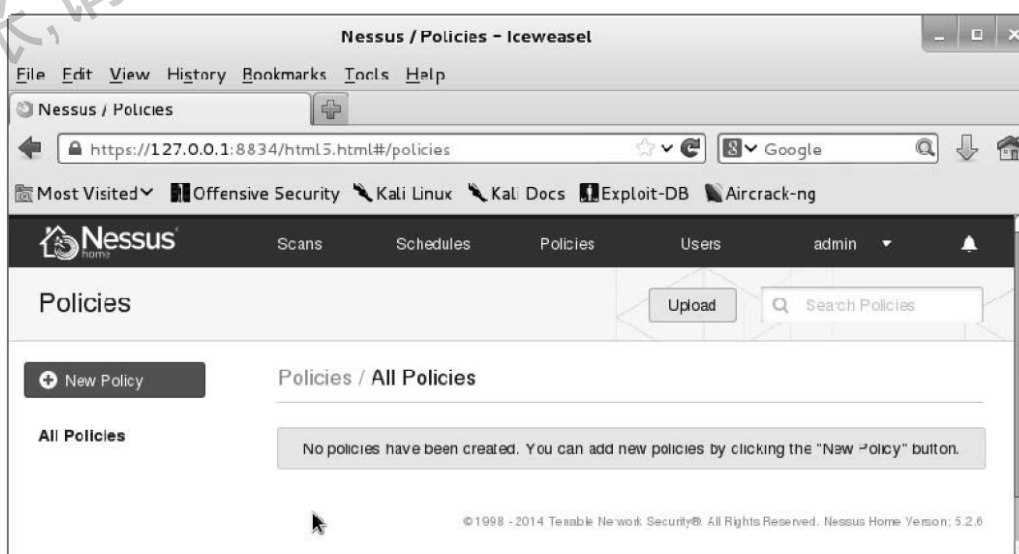 Nessus / Policies - Iceweasel
File Edit View History Bookmarks Tools Help
Nessus / Policies
https://127.0.0.1:8834/html5.html#/policies
Google
Most Visited Offensive Security Kali Linux Kali Docs Exploit-DB Aircrack-ng
Nessus home Scans Schedules Policies Users admin
Policies Upload Search Policies
New Policy
Policies / All Policies
All Policies
No policies have been created. You can add new policies by clicking the "New Policy" button.
©1998 - 2014 Tenable Network Security®. All Rights Reserved. Nessus Home Version: 5.2.6